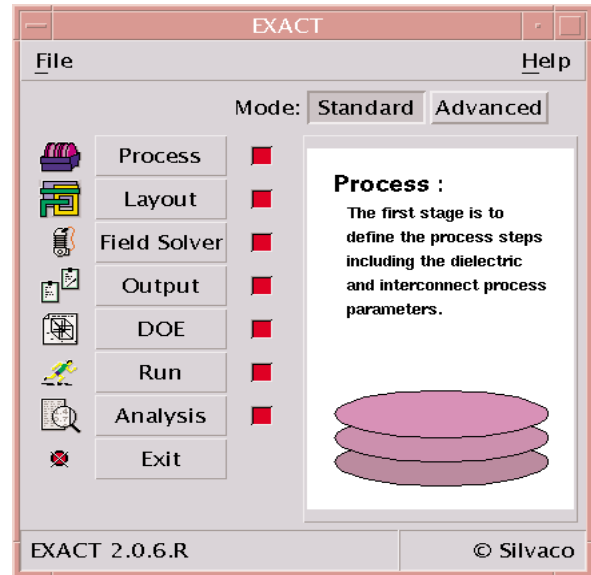 EXACT
File Help
Mode: Standard Advanced
Process
Layout
Field Solver
Output
DOE
Run
Analysis
Exit
Process :
The first stage is to
define the process steps
including the dielectric
and interconnect process
parameters.
EXACT 2.0.6.R © Silvaco